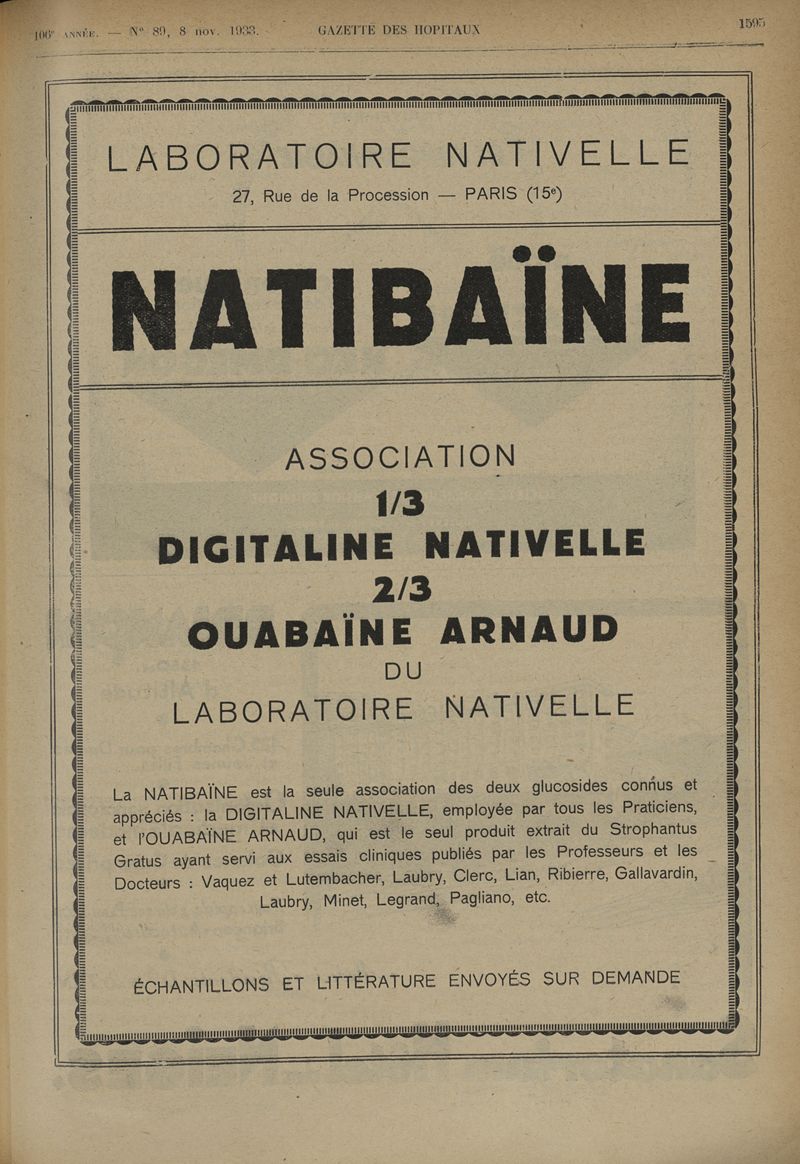 106e ANNÉE. — N° 89, 8 nov. 1933. GAZETTE DES HOPITAUX 1595
LABORATOIRE NATIVELLE
27, Rue de la Procession — PARIS (15e)
NATIBAÏNE
ASSOCIATION
1/3
DIGITALINE NATIVELLE
2/3
OUABAÏNE ARNAUD
DU
LABORATOIRE NATIVELLE
La NATIBAÏNE est la seule association des deux glucosides connus et
appréciés : la DIGITALINE NATIVELLE, employée par tous les Praticiens,
et l'OUABAÏNE ARNAUD, qui est le seul produit extrait du Strophantus
Gratus ayant servi aux essais cliniques publiés par les Professeurs et les
Docteurs : Vaquez et Lutembacher, Laubry, Clerc, Lian, Ribierre, Gallavardin,
Laubry, Minet, Legrand, Pagliano, etc.
ÉCHANTILLONS ET LITTÉRATURE ENVOYÉS SUR DEMANDE